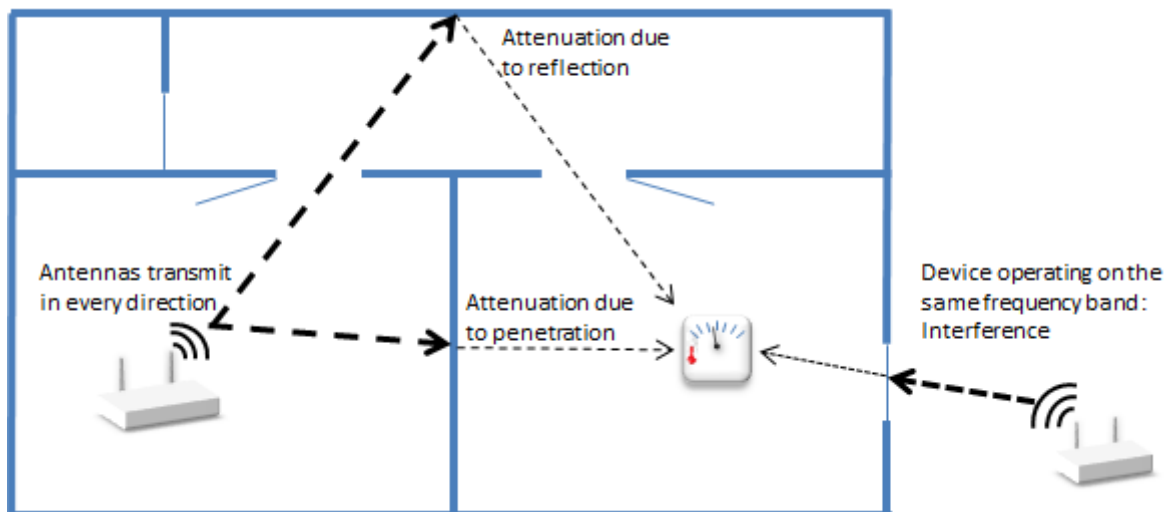 Attenuation due
to reflection
Antennas transmit
in every direction
Attenuation due
to penetration
Device operating on the
same frequency band:
Interference